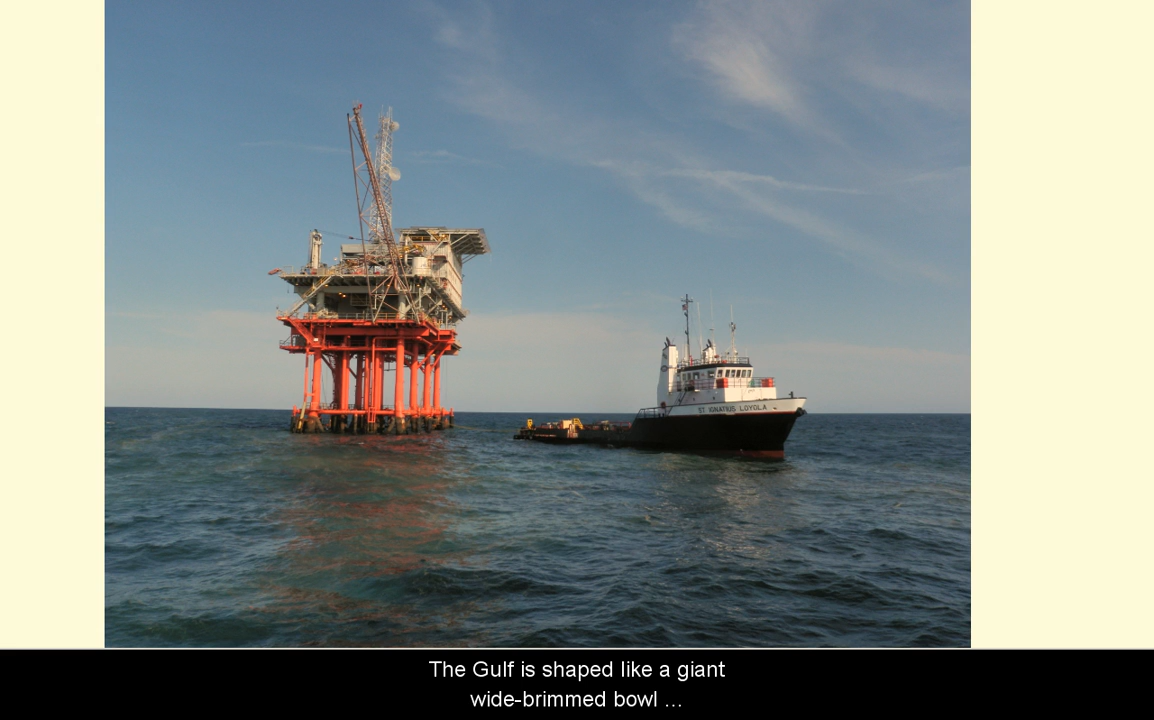 ST. IGNATIUS LOYOLA
The Gulf is shaped like a giant
wide-brimmed bowl ...